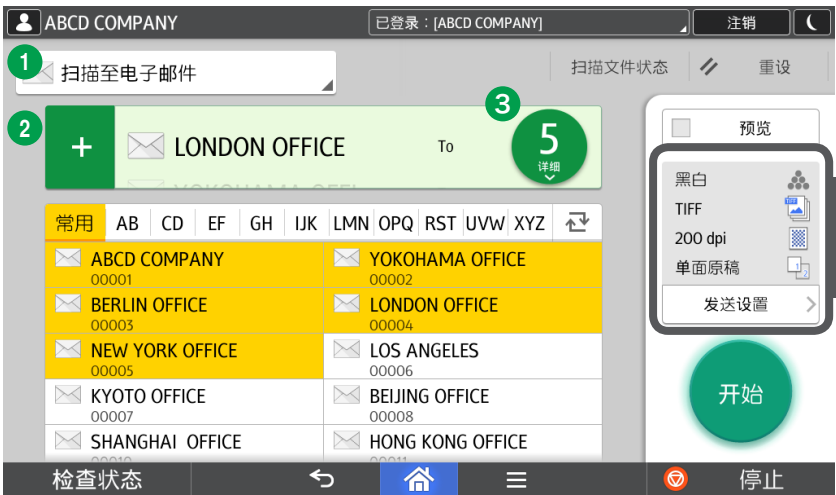 ABCD COMPANY
已登录：[ABCD COMPANY]
注销
1
扫描至电子邮件
扫描文件状态
重设
2
3
+
LONDON OFFICE
To
5
详细
预览
黑白
TIFF
200 dpi
单面原稿
发送设置
常用 AB CD EF GH IJK LMN OPQ RST UVW XYZ
ABCD COMPANY
00001
YOKOHAMA OFFICE
00002
BERLIN OFFICE
00003
LONDON OFFICE
00004
NEW YORK OFFICE
00005
LOS ANGELES
00006
KYOTO OFFICE
00007
BEIJING OFFICE
00008
SHANGHAI OFFICE
HONG KONG OFFICE
开始
检查状态
停止